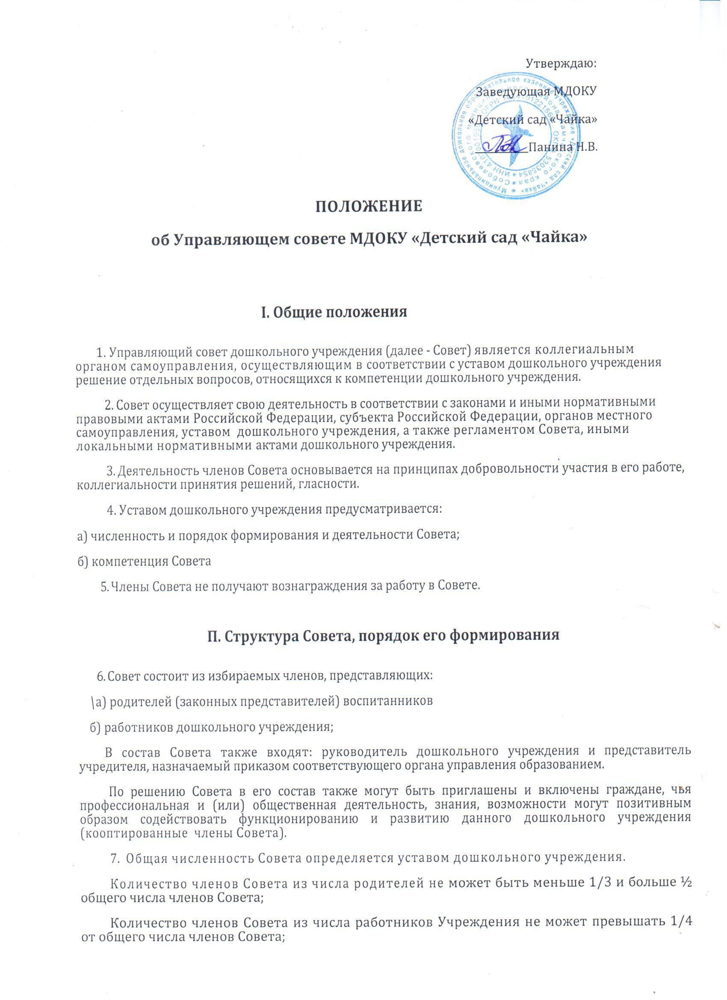 Утверждаю:
Заведующая МДОКУ
«Детский сад «Чайка»
Панина Н.В.
ПОЛОЖЕНИЕ
об Управляющем совете МДОКУ «Детский сад «Чайка»
I. Общие положения
1. Управляющий совет дошкольного учреждения (далее - Совет) является коллегиальным
органом самоуправления, осуществляющим в соответствии с уставом дошкольного учреждения
решение отдельных вопросов, относящихся к компетенции дошкольного учреждения.
2. Совет осуществляет свою деятельность в соответствии с законами и иными нормативными
правовыми актами Российской Федерации, субъекта Российской Федерации, органов местного
самоуправления, уставом дошкольного учреждения, а также регламентом Совета, иными
локальными нормативными актами дошкольного учреждения.
3. Деятельность членов Совета основывается на принципах добровольности участия в его работе,
коллегиальности принятия решений, гласности.
4. Уставом дошкольного учреждения предусматривается:
а) численность и порядок формирования и деятельности Совета;
б) компетенция Совета
5. Члены Совета не получают вознаграждения за работу в Совете.
П. Структура Совета, порядок его формирования
6. Совет состоит из избираемых членов, представляющих:
\а) родителей (законных представителей) воспитанников
б) работников дошкольного учреждения;
В состав Совета также входят: руководитель дошкольного учреждения и представитель
учредителя, назначаемый приказом соответствующего органа управления образованием.
По решению Совета в его состав также могут быть приглашены и включены граждане, чья
профессиональная и (или) общественная деятельность, знания, возможности могут позитивным
образом содействовать функционированию и развитию данного дошкольного учреждения
(кооптированные члены Совета).
7. Общая численность Совета определяется уставом дошкольного учреждения.
Количество членов Совета из числа родителей не может быть меньше 1/3 и больше ½
общего числа членов Совета;
Количество членов Совета из числа работников Учреждения не может превышать 1/4
от общего числа членов Совета;
Муниципальное дошкольное образовательное казенное учреждение «Детский сад «Чайка»
Соболевского муниципального района Камчатского края